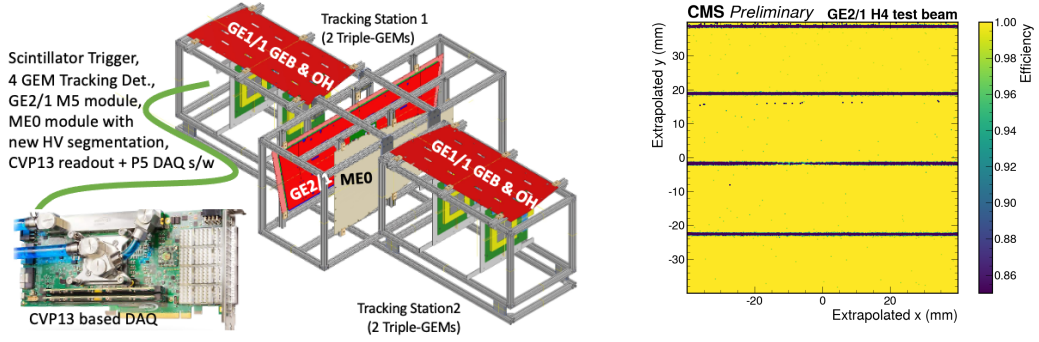 Tracking Station 1
(2 Triple-GEMs)
Scintillator Trigger,
4 GEM Tracking Det.,
GE2/1 M5 module,
ME0 module with
new HV segmentation,
CVP13 readout + P5 DAQ s/w
GE1/1 GEB & OH
GE2/1
ME0
GE1/1 GEB & OH
CVP13 based DAQ
Tracking Station2
(2 Triple-GEMs)
CMS Preliminary GE2/1 H4 test beam
Extrapolated y (mm)
30
20
10
0
-10
-20
-30
-20 0 20
Extrapolated x (mm)
1.00
0.98
0.96
0.94
0.92
0.90
0.88
0.86
Efficiency